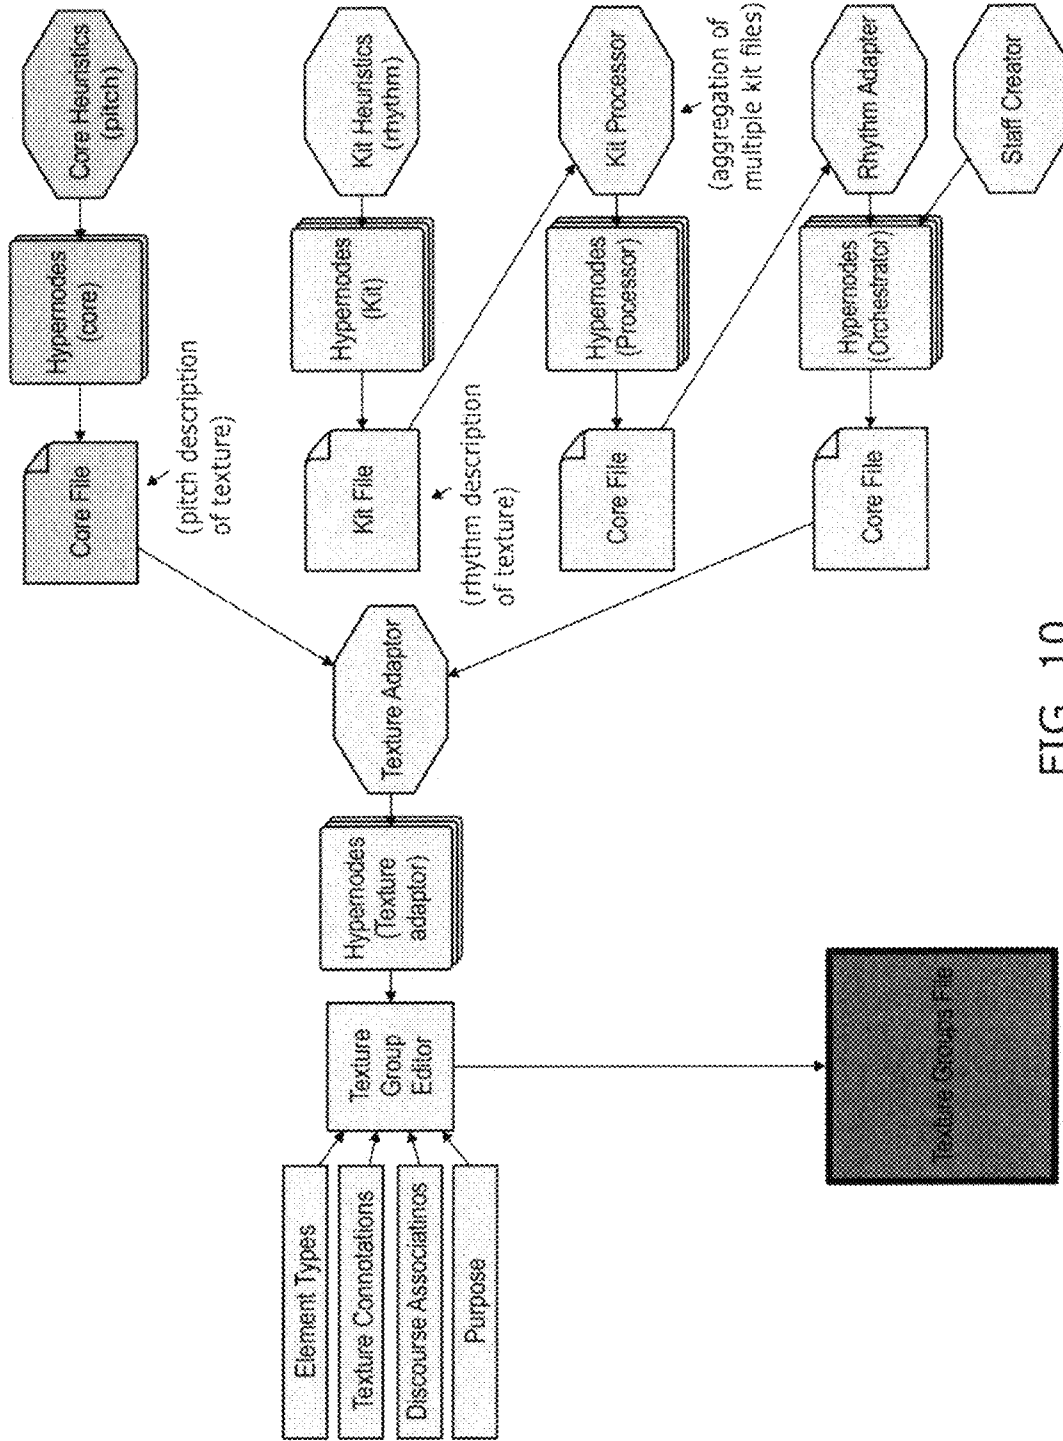 Core Heuristics
(pitch)
Hypernodes
(core)
Core File
(pitch description
of texture)
Kit Heuristics
(rhythm)
Hypernodes
(Kit)
Kit File
(rhythm description
of texture)
Kit Processor
(aggregation of
multiple kit files)
Hypernodes
(Processor)
Core File
Rhythm Adapter
Staff Creator
Hypernodes
(Orchestrator)
Core File
Texture Adaptor
Hypernodes
(Texture
adaptor)
Texture
Group
Editor
Element Types
Texture Connotations
Discourse Associatinos
Purpose
Texture Groups File
FIG. 10